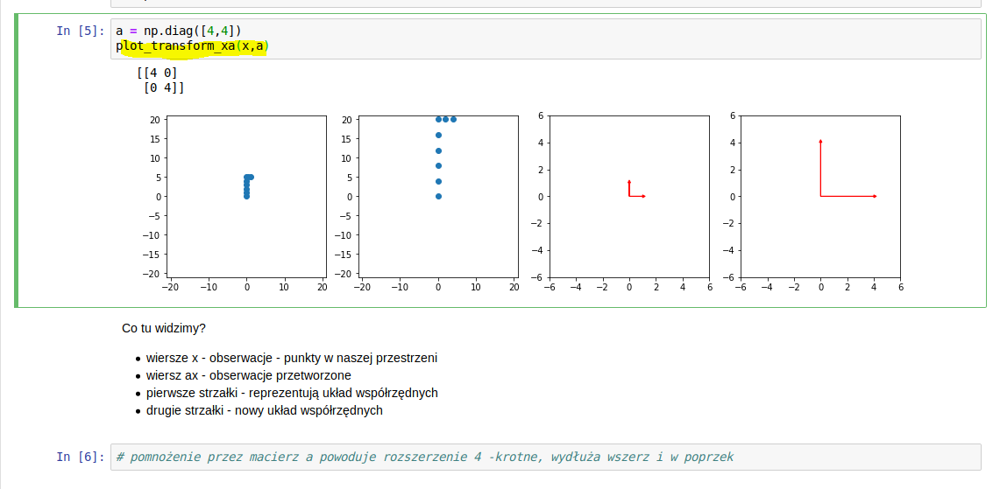 In [5]: a = np.diag([4,4])
plot_transform_xa(x,a)
[[4 0]
[0 4]]
20
15
10
5
0
−5
−10
−15
−20
−20 −10 0 10 20
20
15
10
5
0
−5
−10
−15
−20
−20 −10 0 10 20
6
4
2
0
−2
−4
−6
−6 −4 −2 0 2 4 6
6
4
2
0
−2
−4
−6
−6 −4 −2 0 2 4 6
Co tu widzimy?
• wiersze x - obserwacje - punkty w naszej przestrzeni
• wiersz ax - obserwacje przetworzone
• pierwsze strzałki - reprezentują układ współrzędnych
• drugie strzałki - nowy układ współrzędnych
In [6]: # pomnożenie przez macierz a powoduje rozszerzenie 4 -krotne, wydłuża wszerz i w poprzek